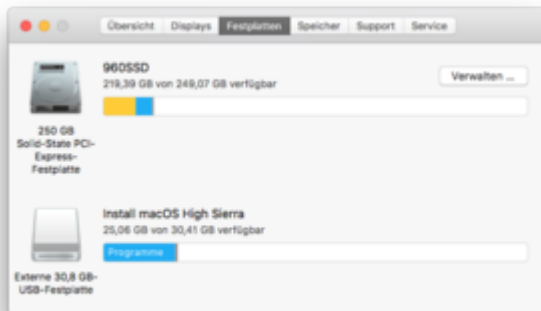 Übersicht Displays Festplatten Speicher Support Service
960SSD
219,39 GB von 249,07 GB verfügbar
Verwalten ...
250 GB
Solid-State PCI-
Express-
Festplatte
Install macOS High Sierra
25,06 GB von 30,41 GB verfügbar
Programme
Externe 30,8 GB-
USB-Festplatte